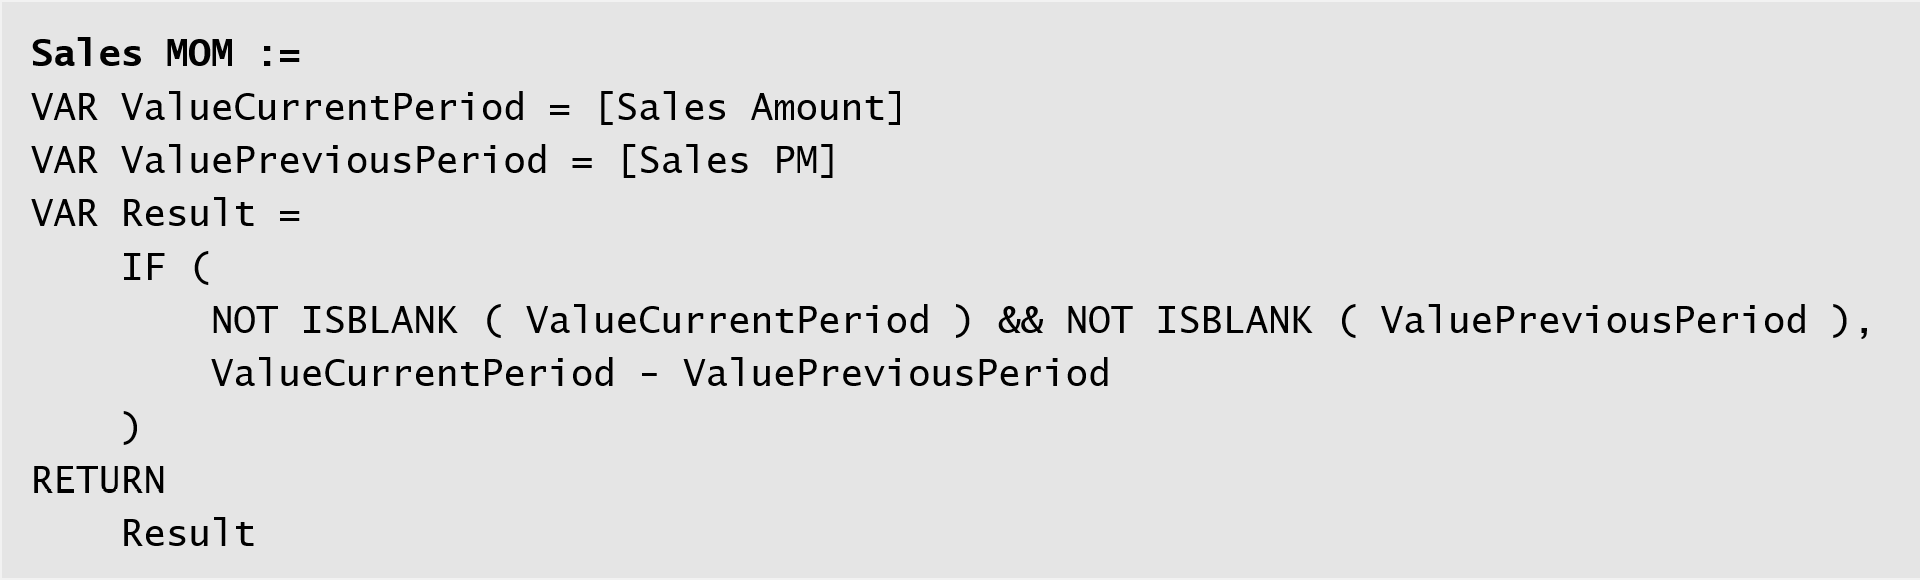 Sales MOM :=
VAR ValueCurrentPeriod = [Sales Amount]
VAR ValuePreviousPeriod = [Sales PM]
VAR Result =
    IF (
        NOT ISBLANK ( ValueCurrentPeriod ) && NOT ISBLANK ( ValuePreviousPeriod ),
        ValueCurrentPeriod - ValuePreviousPeriod
    )
RETURN
    Result